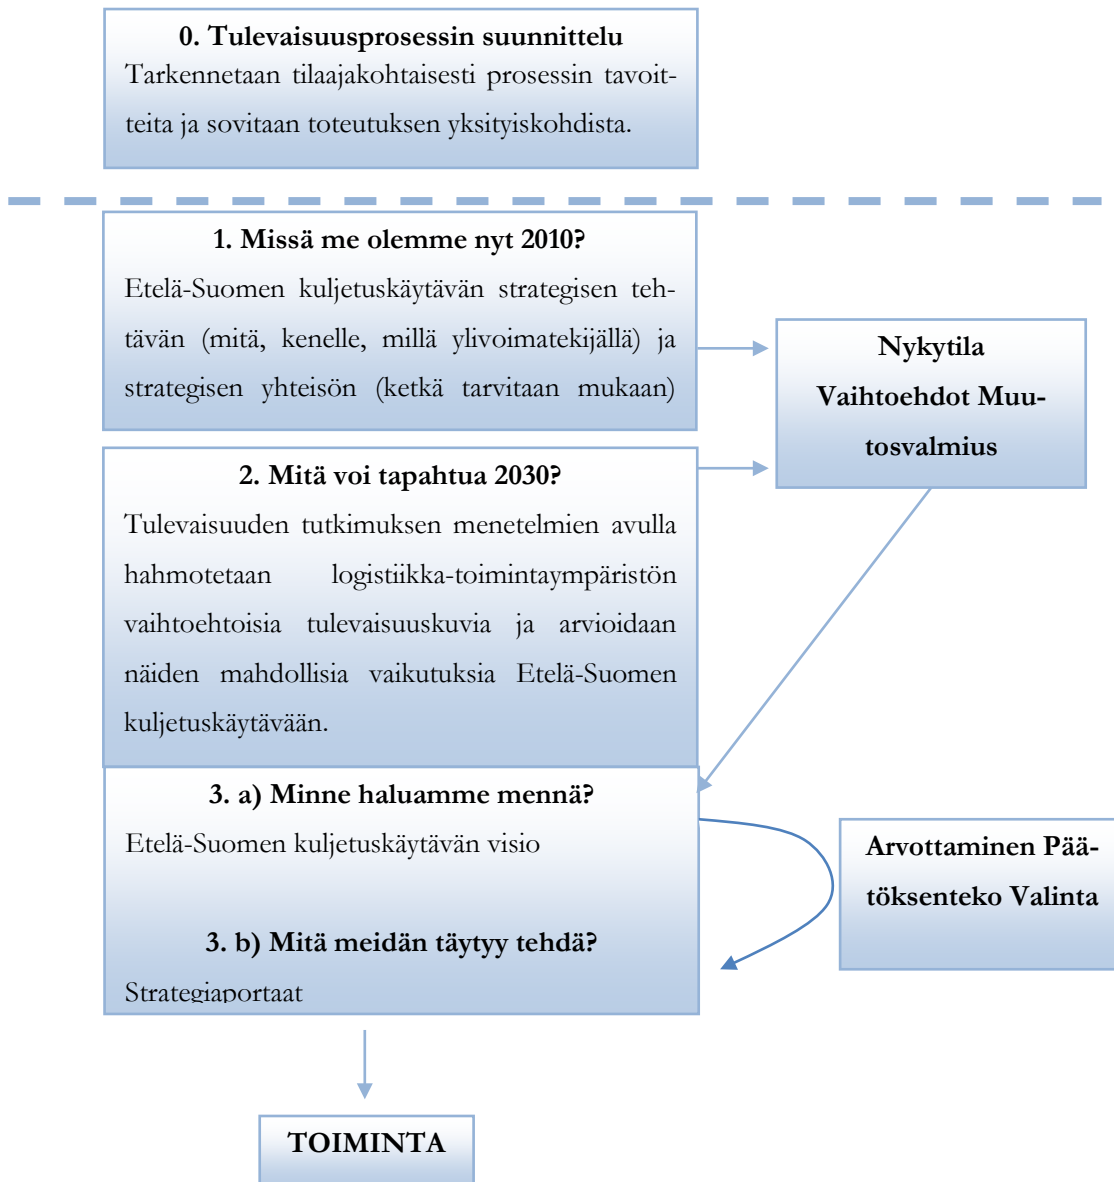 0. Tulevaisuusprosessin suunnittelu
Tarkennetaan tilaajakohtaisesti prosessin tavoit-
teita ja sovitaan toteutuksen yksityiskohdista.
1. Missä me olemme nyt 2010?
Etelä-Suomen kuljetuskäytävän strategisen teh-
tävän (mitä, kenelle, millä ylivoimatekijällä) ja
strategisen yhteisön (ketkä tarvitaan mukaan)
Nykytila
Vaihtoehdot Muu-
tosvalmius
2. Mitä voi tapahtua 2030?
Tulevaisuuden tutkimuksen menetelmien avulla
hahmotetaan logistiikka-toimintaympäristön
vaihtoehtoisia tulevaisuuskuvia ja arvioidaan
näiden mahdollisia vaikutuksia Etelä-Suomen
kuljetuskäytävään.
3. a) Minne haluamme mennä?
Etelä-Suomen kuljetuskäytävän visio
3. b) Mitä meidän täytyy tehdä?
Strategiaportaat
Arvottaminen Pää-
töksenteko Valinta
TOIMINTA